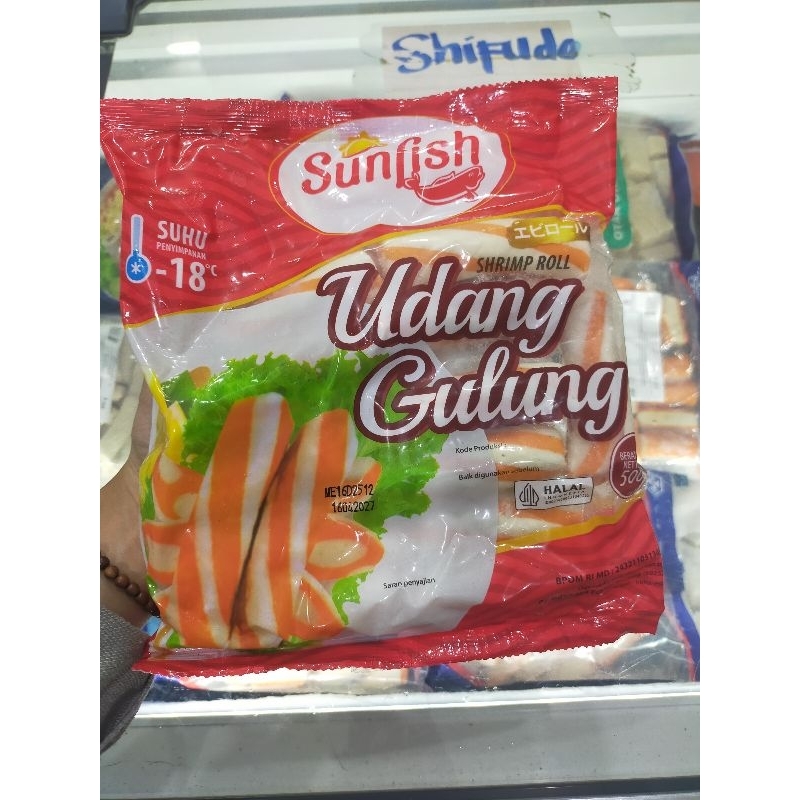 Shifudo
Sunfish
SUHU
PENYIMPANAN
-18°C
エビロール
SHRIMP ROLL
Udang
Gulung
Kode Produksi
Baik digunakan sebelum
ME16D2512
16042027
HALAL
INDONESIA
BERAT
NETTO
500
Saran penyajian
BPOM RI MD :